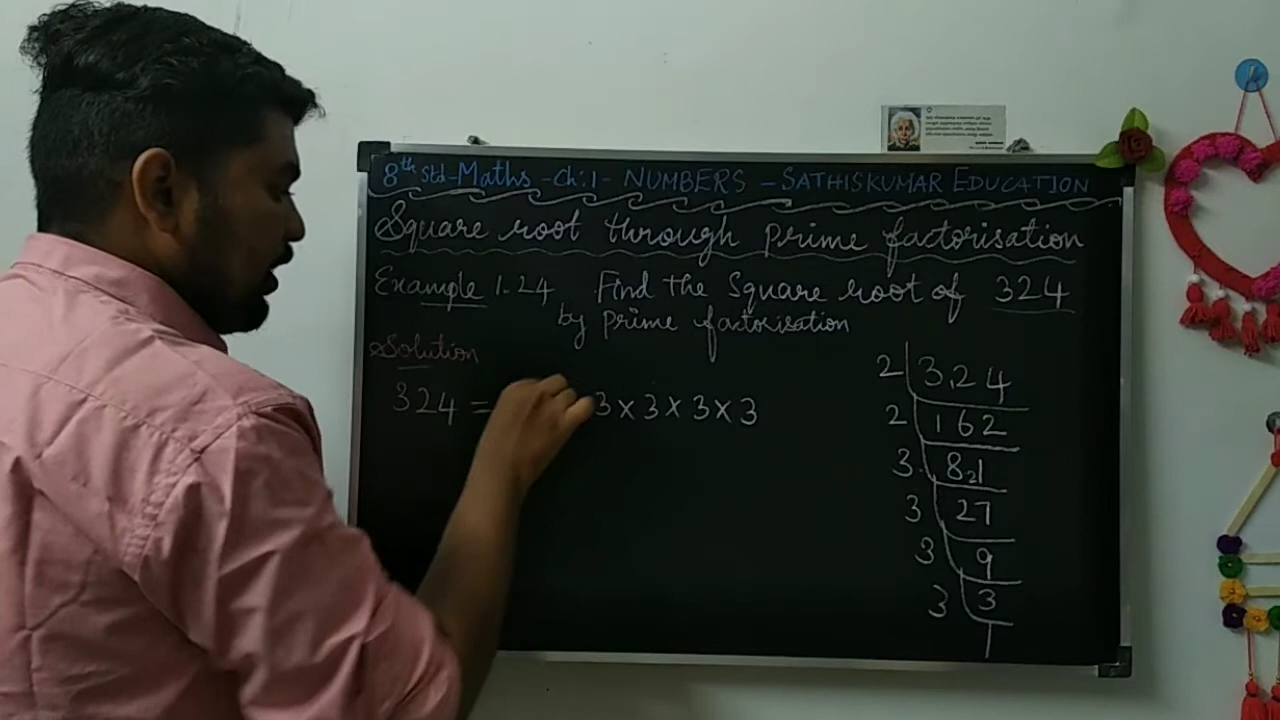 8th Std - Maths - Ch:1 - NUMBERS - SATHISKUMAR EDUCATION
Square root through prime factorisation
Example 1.24 Find the Square root of 324
by prime factorisation
Solution
324 = 3 × 3 × 3 × 3
2 | 324
2 | 162
3 | 81
3 | 27
3 | 9
3 | 3
1